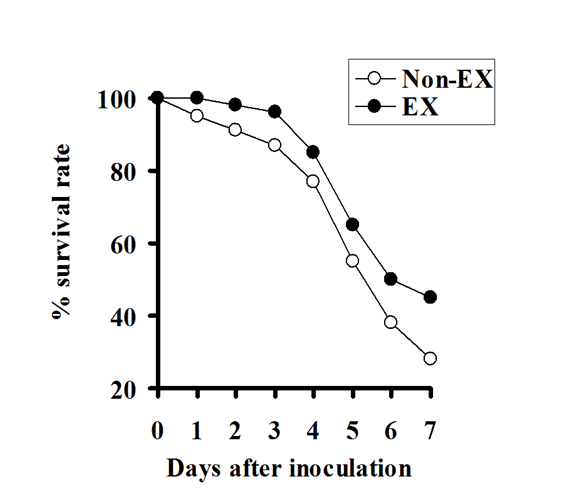 Non-EX
EX
100
80
60
40
20
% survival rate
0 1 2 3 4 5 6 7
Days after inoculation